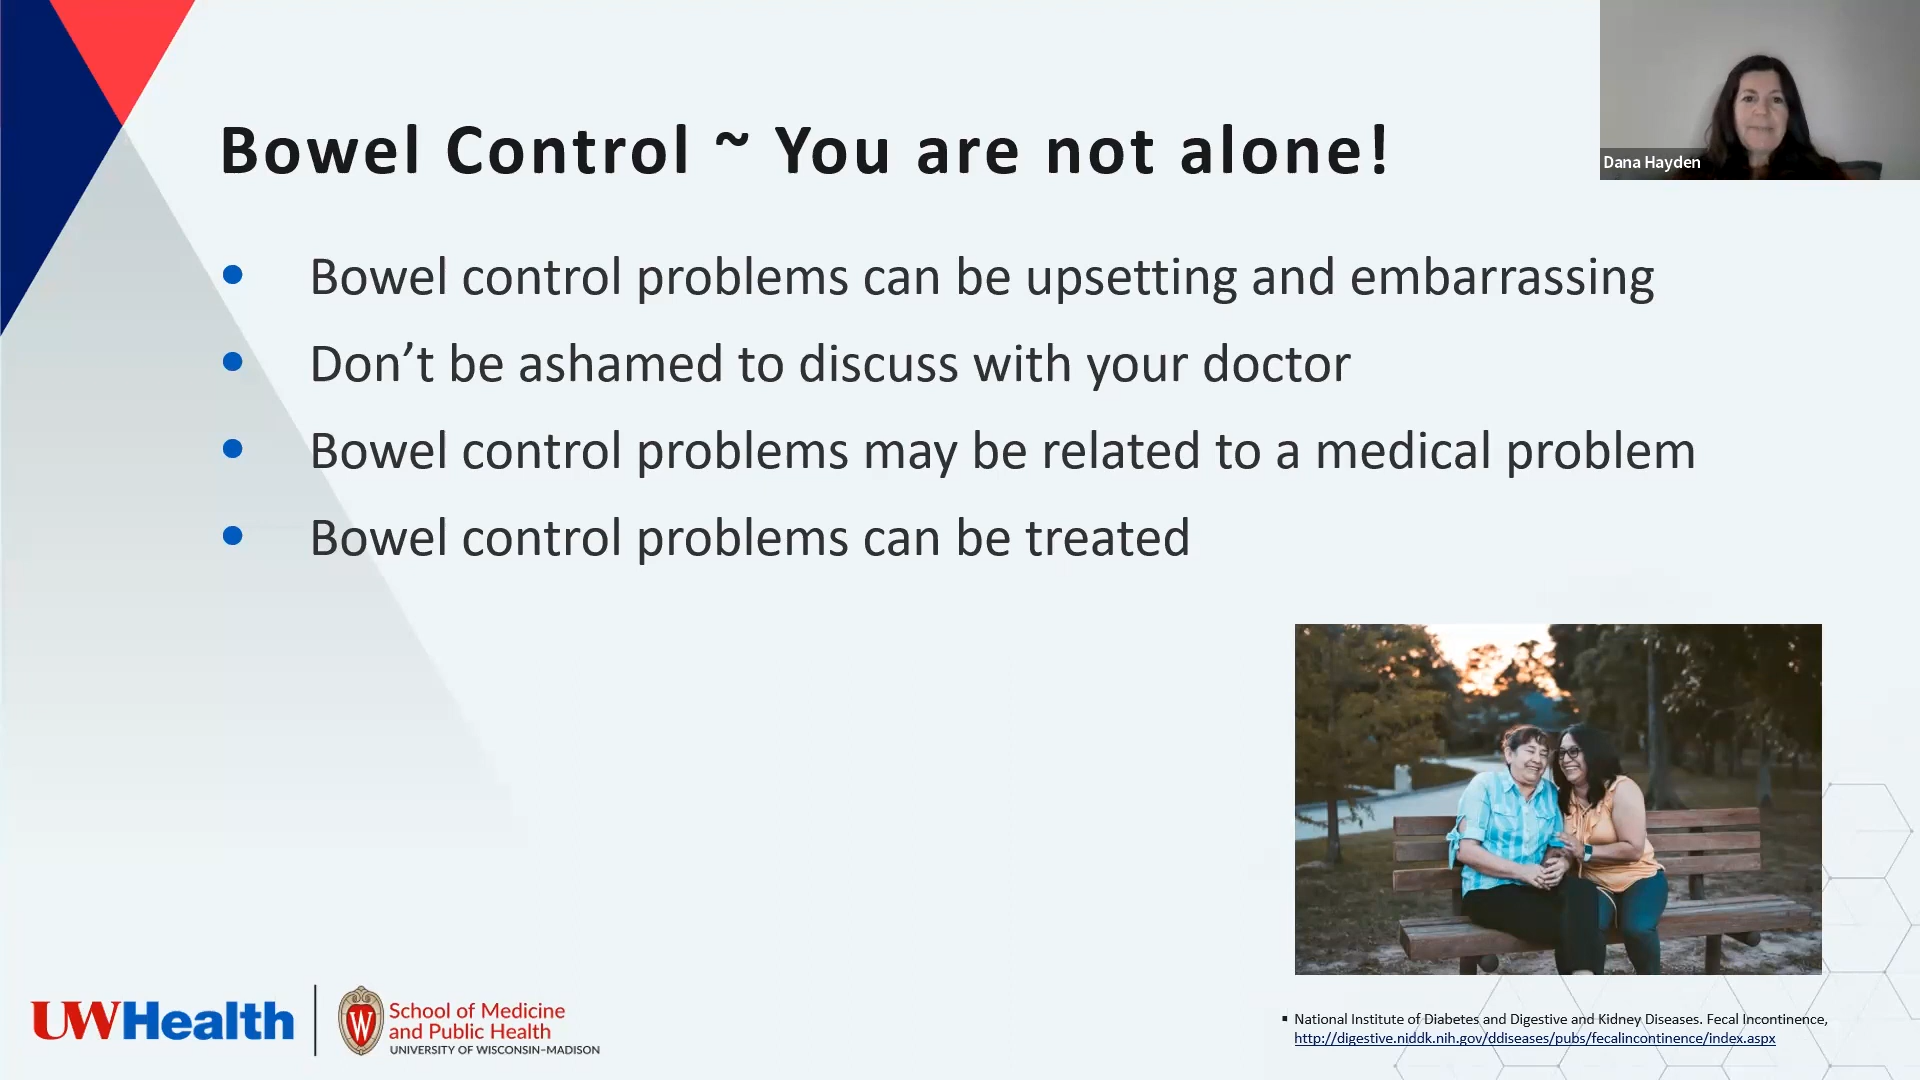 Bowel Control ~ You are not alone!
Dana Hayden
• Bowel control problems can be upsetting and embarrassing
• Don’t be ashamed to discuss with your doctor
• Bowel control problems may be related to a medical problem
• Bowel control problems can be treated
UWHealth
W
School of Medicine
and Public Health
UNIVERSITY OF WISCONSIN–MADISON
▪ National Institute of Diabetes and Digestive and Kidney Diseases. Fecal Incontinence,
http://digestive.niddk.nih.gov/ddiseases/pubs/fecalincontinence/index.aspx